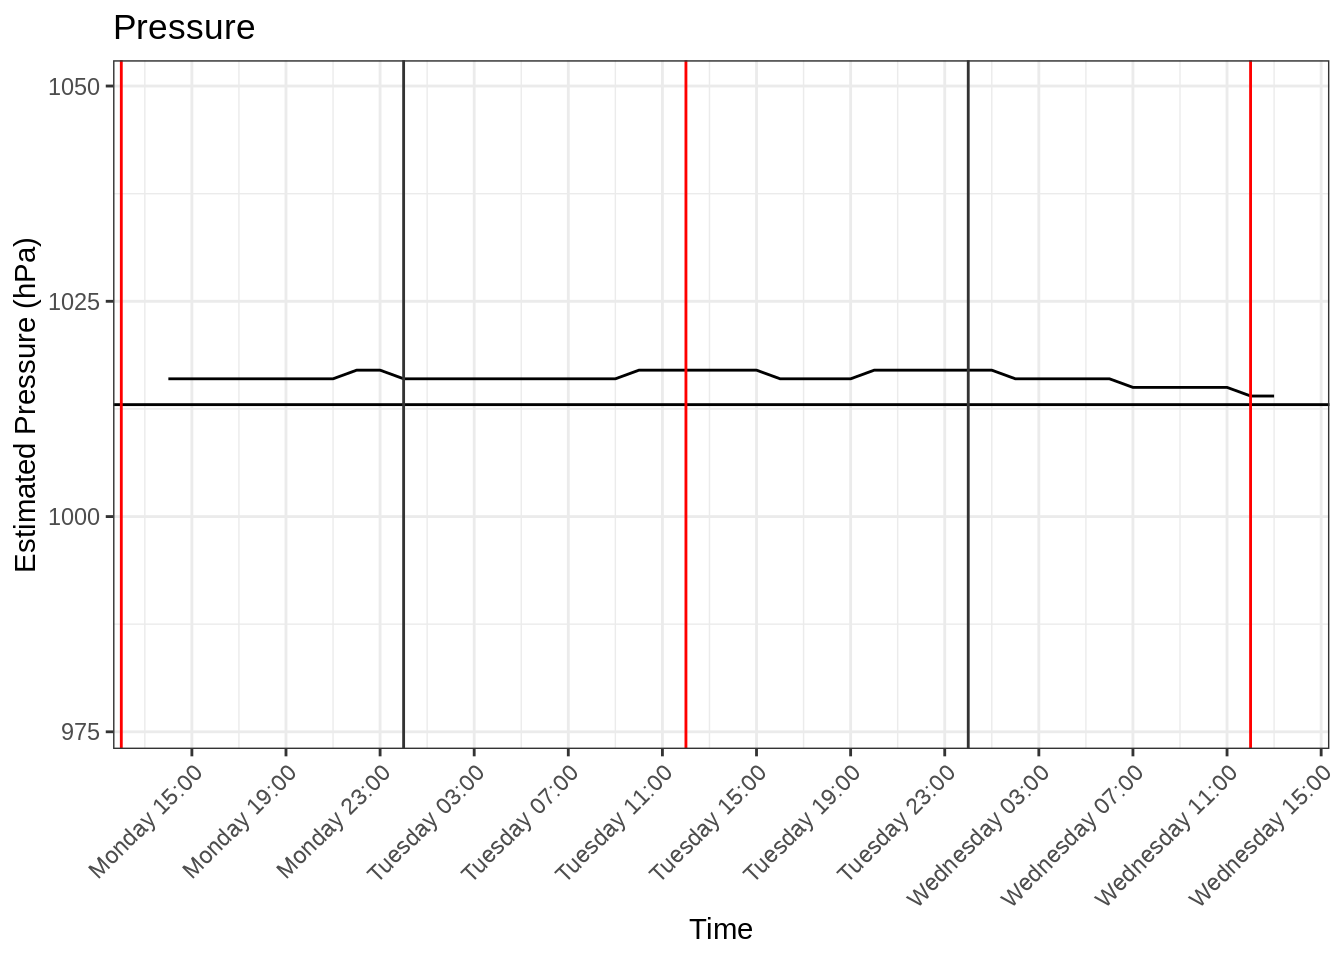 Pressure
Estimated Pressure (hPa)
1050
1025
1000
975
Monday 15:00
Monday 19:00
Monday 23:00
Tuesday 03:00
Tuesday 07:00
Tuesday 11:00
Tuesday 15:00
Tuesday 19:00
Tuesday 23:00
Wednesday 03:00
Wednesday 07:00
Wednesday 11:00
Wednesday 15:00
Time